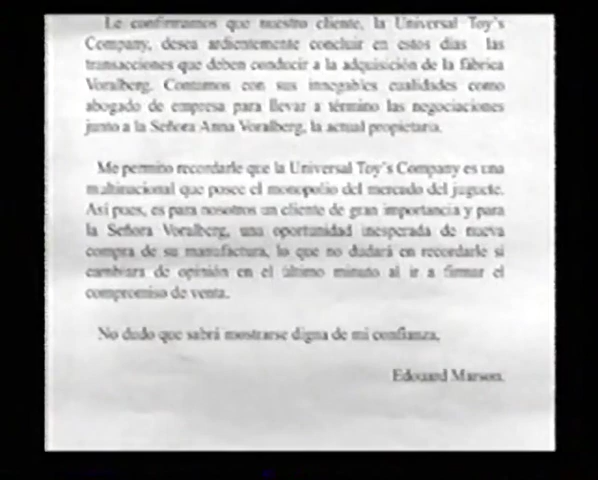 Le confirmamos que nuestro cliente, la Universal Toy's
Company, desea ardientemente concluir en estos días las
transacciones que deben conducir a la adquisición de la fábrica
Voralberg. Contamos con sus innegables cualidades como
abogado de empresa para llevar a término las negociaciones
junto a la Señora Anna Voralberg, la actual propietaria.
Me permito recordarle que la Universal Toy's Company es una
multinacional que posee el monopolio del mercado del juguete.
Así pues, es para nosotros un cliente de gran importancia y para
la Señora Voralberg, una oportunidad inesperada de nueva
compra de su manufactura, lo que no dudará en recordarle si
cambiara de opinión en el último minuto al ir a firmar el
compromiso de venta.
No dudo que sabrá mostrarse digna de mi confianza.
Edouard Marson.